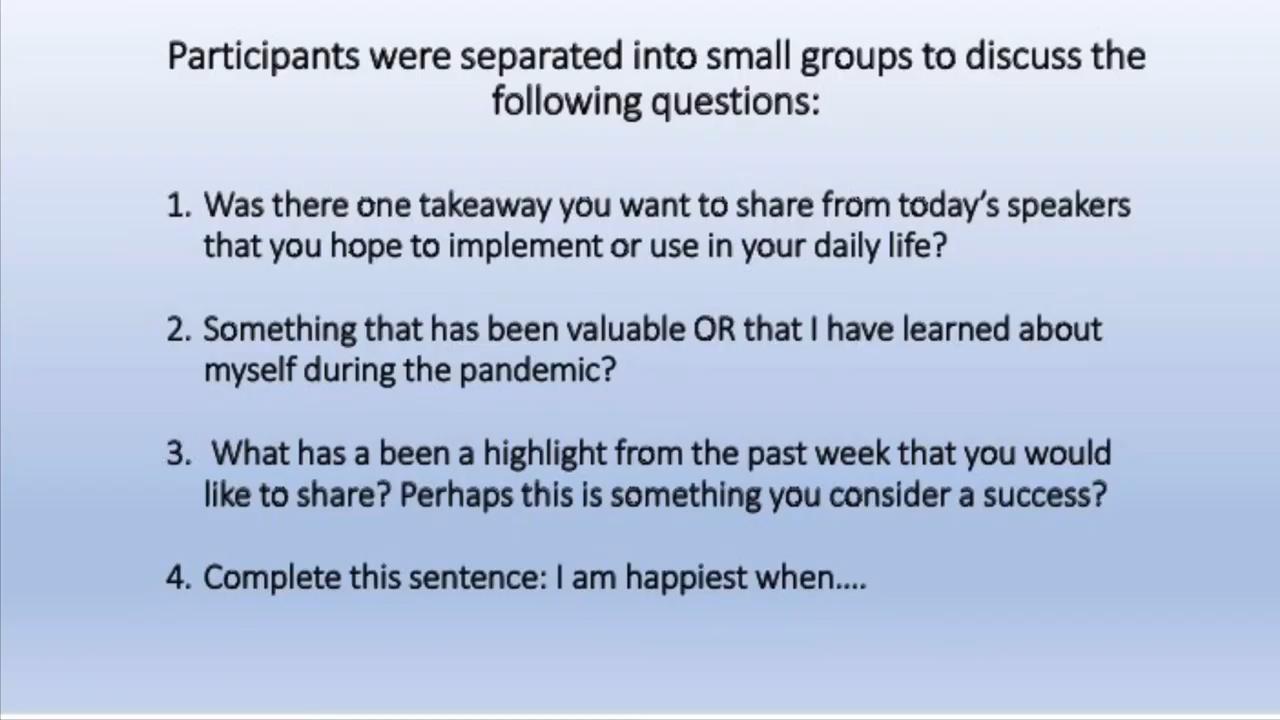 Participants were separated into small groups to discuss the
following questions:
1. Was there one takeaway you want to share from today's speakers
that you hope to implement or use in your daily life?
2. Something that has been valuable OR that I have learned about
myself during the pandemic?
3. What has a been a highlight from the past week that you would
like to share? Perhaps this is something you consider a success?
4. Complete this sentence: I am happiest when....